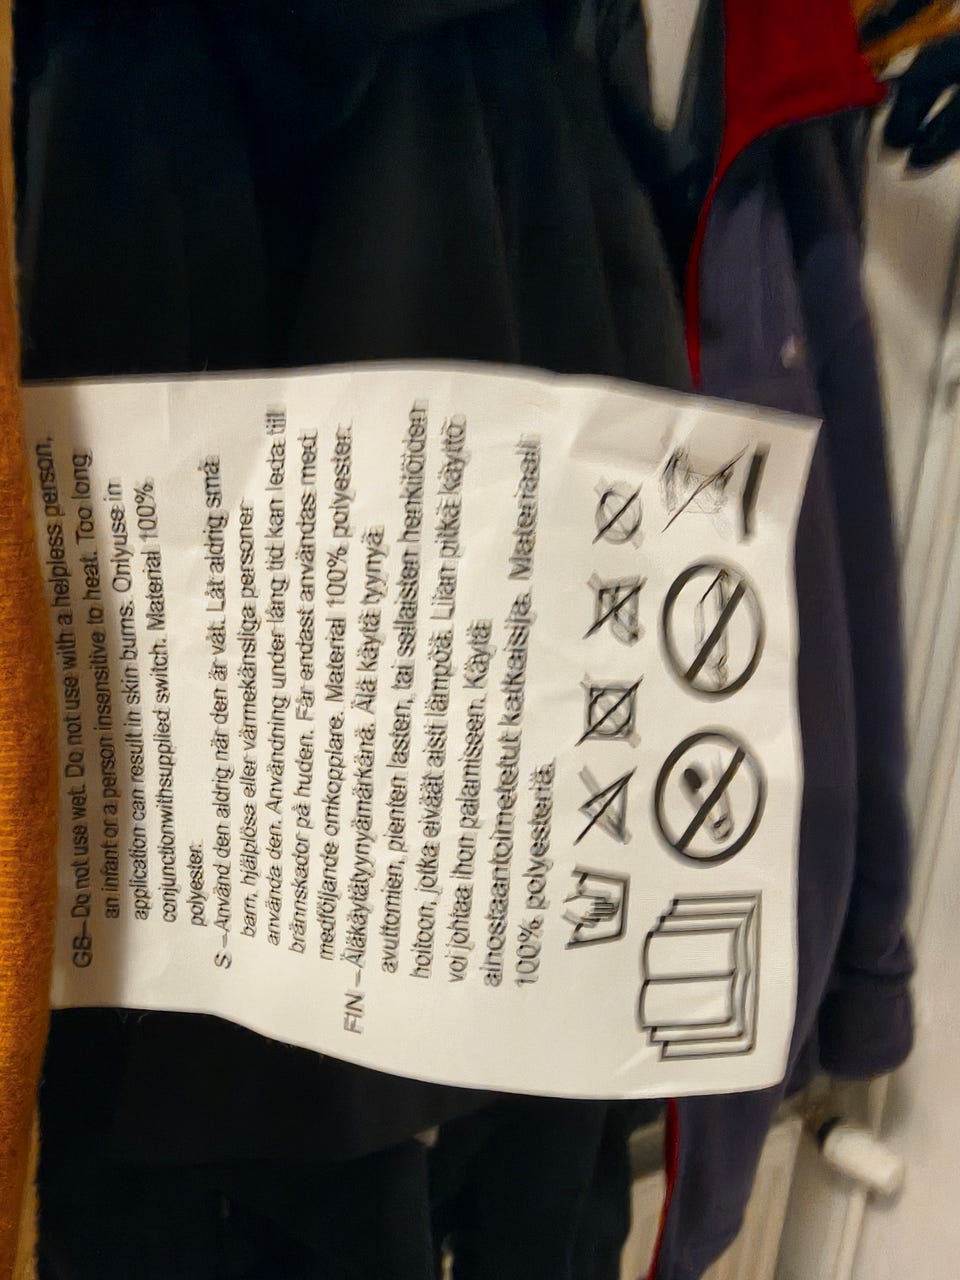 GB–Do not use wet. Do not use with a helpless person,
an infant or a person insensitive to heat. Too long
application can result in skin burns. Onlyuse in
conjunctionwithsupplied switch. Material 100%
polyester.
S–Använd den aldrig när den är våt. Låt aldrig små
barn, hjälplösa eller värmekänsliga personer
använda den. Användning under lång tid kan leda till
brännskador på huden. Får endast användas med
medföljande omkopplare. Material 100% polyester.
FIN–Äläkäytätyynyämärkänä. Älä käytä tyynyä
avuttomien, pienten lasten, tai sellaisten henkilöiden
hoitoon, jotka eiväät aisti lämpöä. Liian pitkä käyttö
voi johtaa ihon palamiseen. Käytä
ainostaantoimetetut katkaisija. Materiaali
100% polyesteriä.